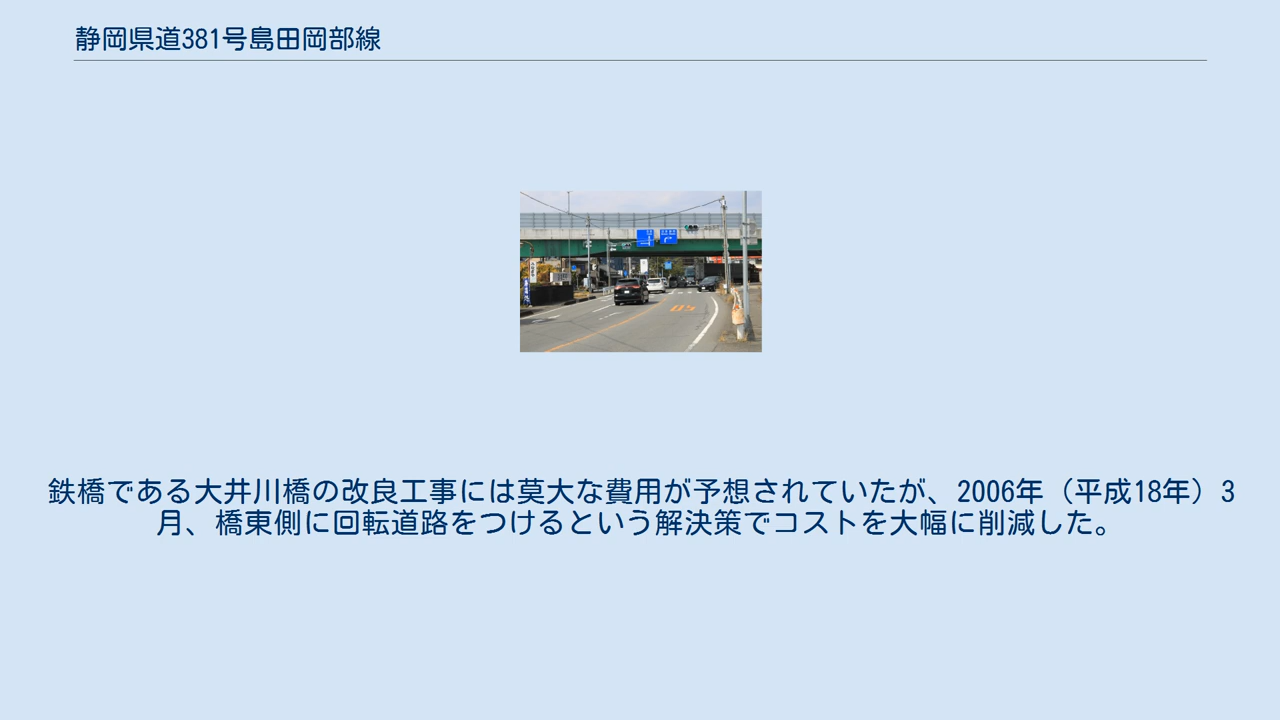 静岡県道381号島田岡部線
鉄橋である大井川橋の改良工事には莫大な費用が予想されていたが、2006年（平成18年）3
月、橋東側に回転道路をつけるという解決策でコストを大幅に削減した。